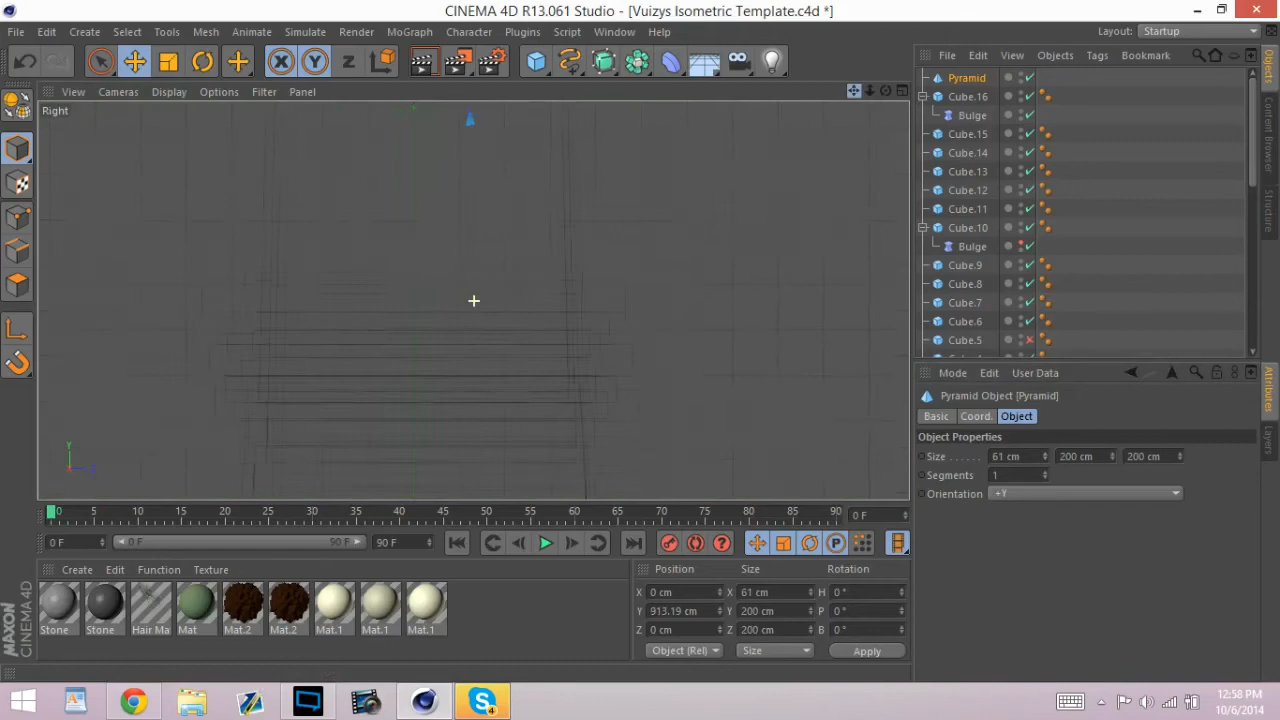 CINEMA 4D R13.061 Studio - [Vuizys Isometric Template.c4d *]
File Edit Create Select Tools Mesh Animate Simulate Render MoGraph Character Plugins Script Window Help Layout: Startup
X Y Z
File Edit View Objects Tags Bookmark
View Cameras Display Options Filter Panel
Right
Pyramid
Cube.16
Bulge
Cube.15
Cube.14
Cube.13
Cube.12
Cube.11
Cube.10
Bulge
Cube.9
Cube.8
Cube.7
Cube.6
Cube.5
Objects
Content Browser
Structure
Mode Edit User Data
Pyramid Object [Pyramid]
Basic Coord. Object
Object Properties
Size . . . . . . 61 cm 200 cm 200 cm
Segments 1
Orientation +Y
Attributes
Layers
Y
0 5 10 15 20 25 30 35 40 45 50 55 60 65 70 75 80 85 90 0 F
0 F 0 F 90 F 90 F
Create Edit Function Texture
Stone Stone Hair Ma Mat Mat.2 Mat.2 Mat.1 Mat.1 Mat.1
Position Size Rotation
X 0 cm X 61 cm H 0 °
Y 913.19 cm Y 200 cm P 0 °
Z 0 cm Z 200 cm B 0 °
Object (Rel) Size Apply
MAXON
CINEMA 4D
4
12:58 PM
10/6/2014